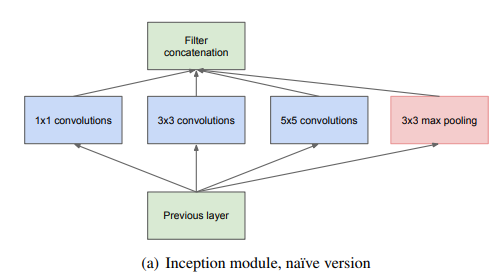 Filter
concatenation
1x1 convolutions
3x3 convolutions
5x5 convolutions
3x3 max pooling
Previous layer
(a) Inception module, naïve version